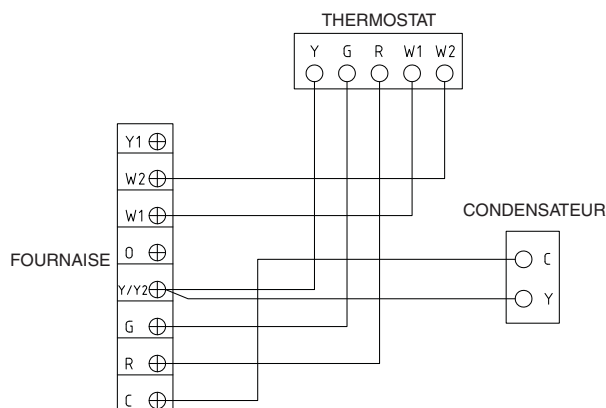 THERMOSTAT
Y G R W1 W2
Y1
W2
W1
O
Y/Y2
G
R
C
FOURNAISE
CONDENSATEUR
C
Y